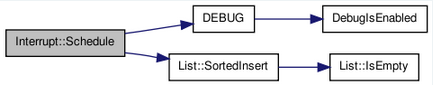 Interrupt::Schedule
DEBUG
DebugIsEnabled
List::SortedInsert
List::IsEmpty